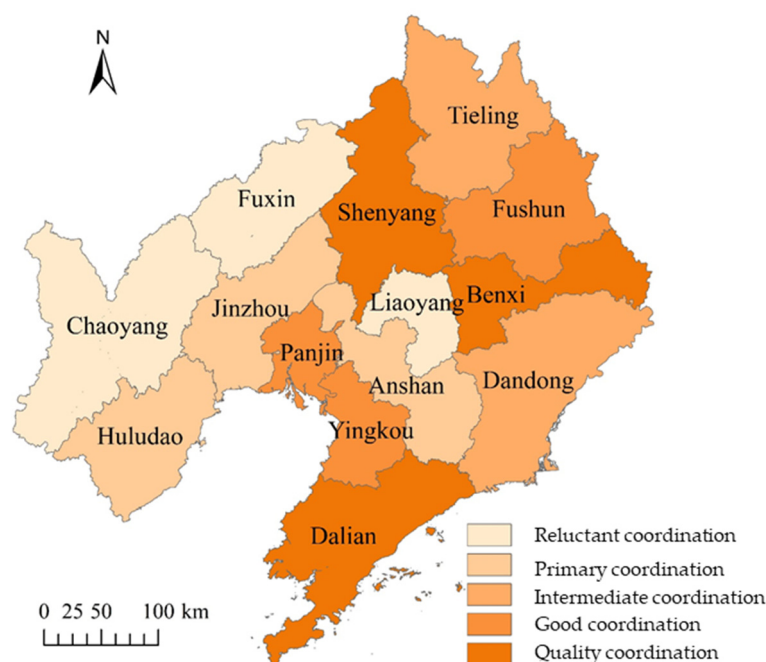 N
Tieling
Fuxin
Shenyang
Fushun
Jinzhou
Liaoyang
Benxi
Chaoyang
Panjin
Anshan
Dandong
Huludao
Yingkou
Dalian
Reluctant coordination
Primary coordination
Intermediate coordination
Good coordination
Quality coordination
0 25 50 100 km